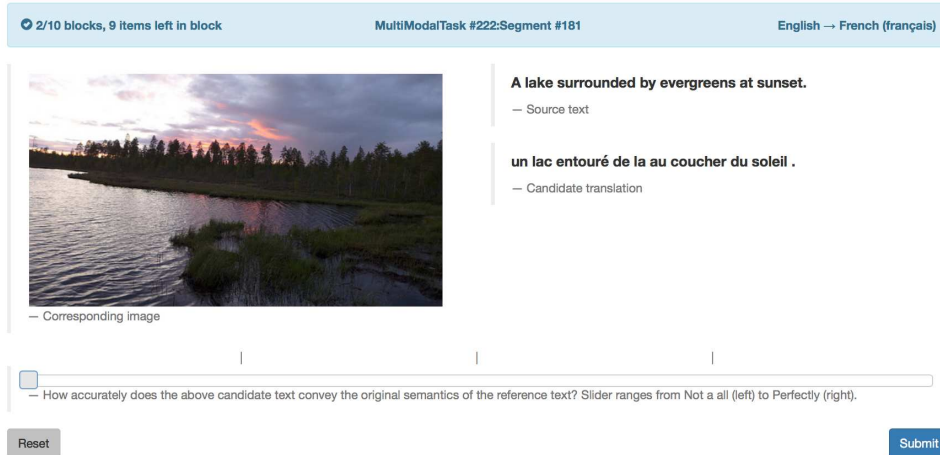 2/10 blocks, 9 items left in block
MultiModalTask #222:Segment #181
English → French (français)
A lake surrounded by evergreens at sunset.
— Source text
un lac entouré de la au coucher du soleil .
— Candidate translation
— Corresponding image
— How accurately does the above candidate text convey the original semantics of the reference text? Slider ranges from Not a all (left) to Perfectly (right).
Reset
Submit